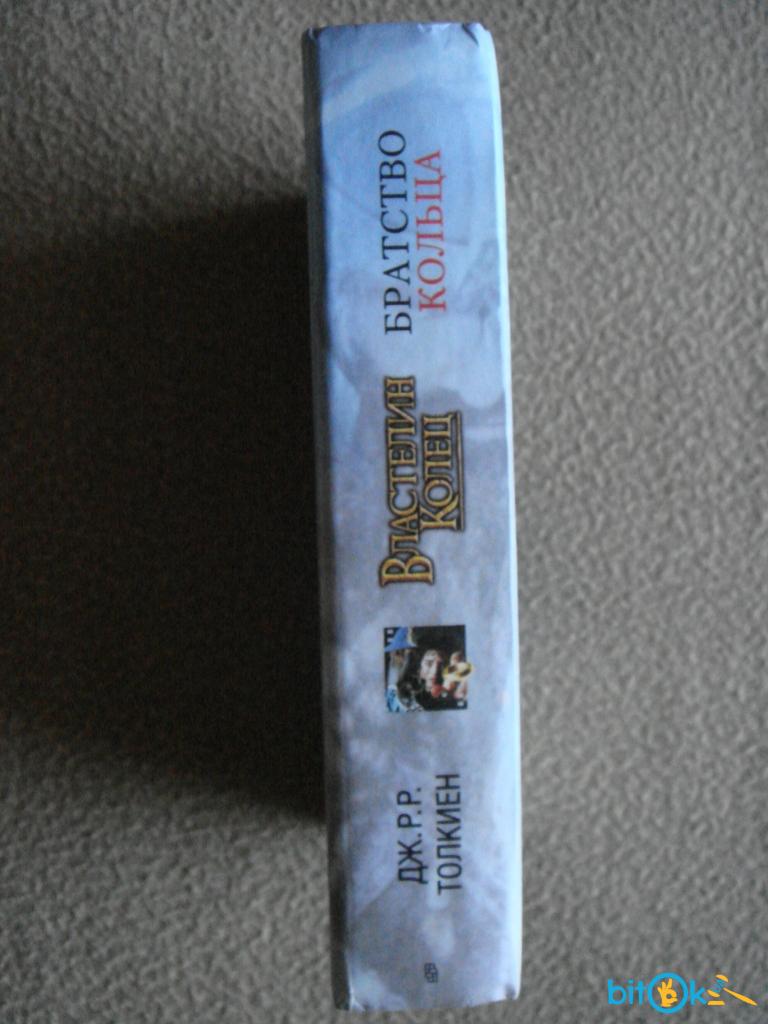 ДЖ. Р.Р.
ТОЛКИЕН
ВЛАСТЕЛИН
КОЛЕЦ
БРАТСТВО
КОЛЬЦА
bitOk